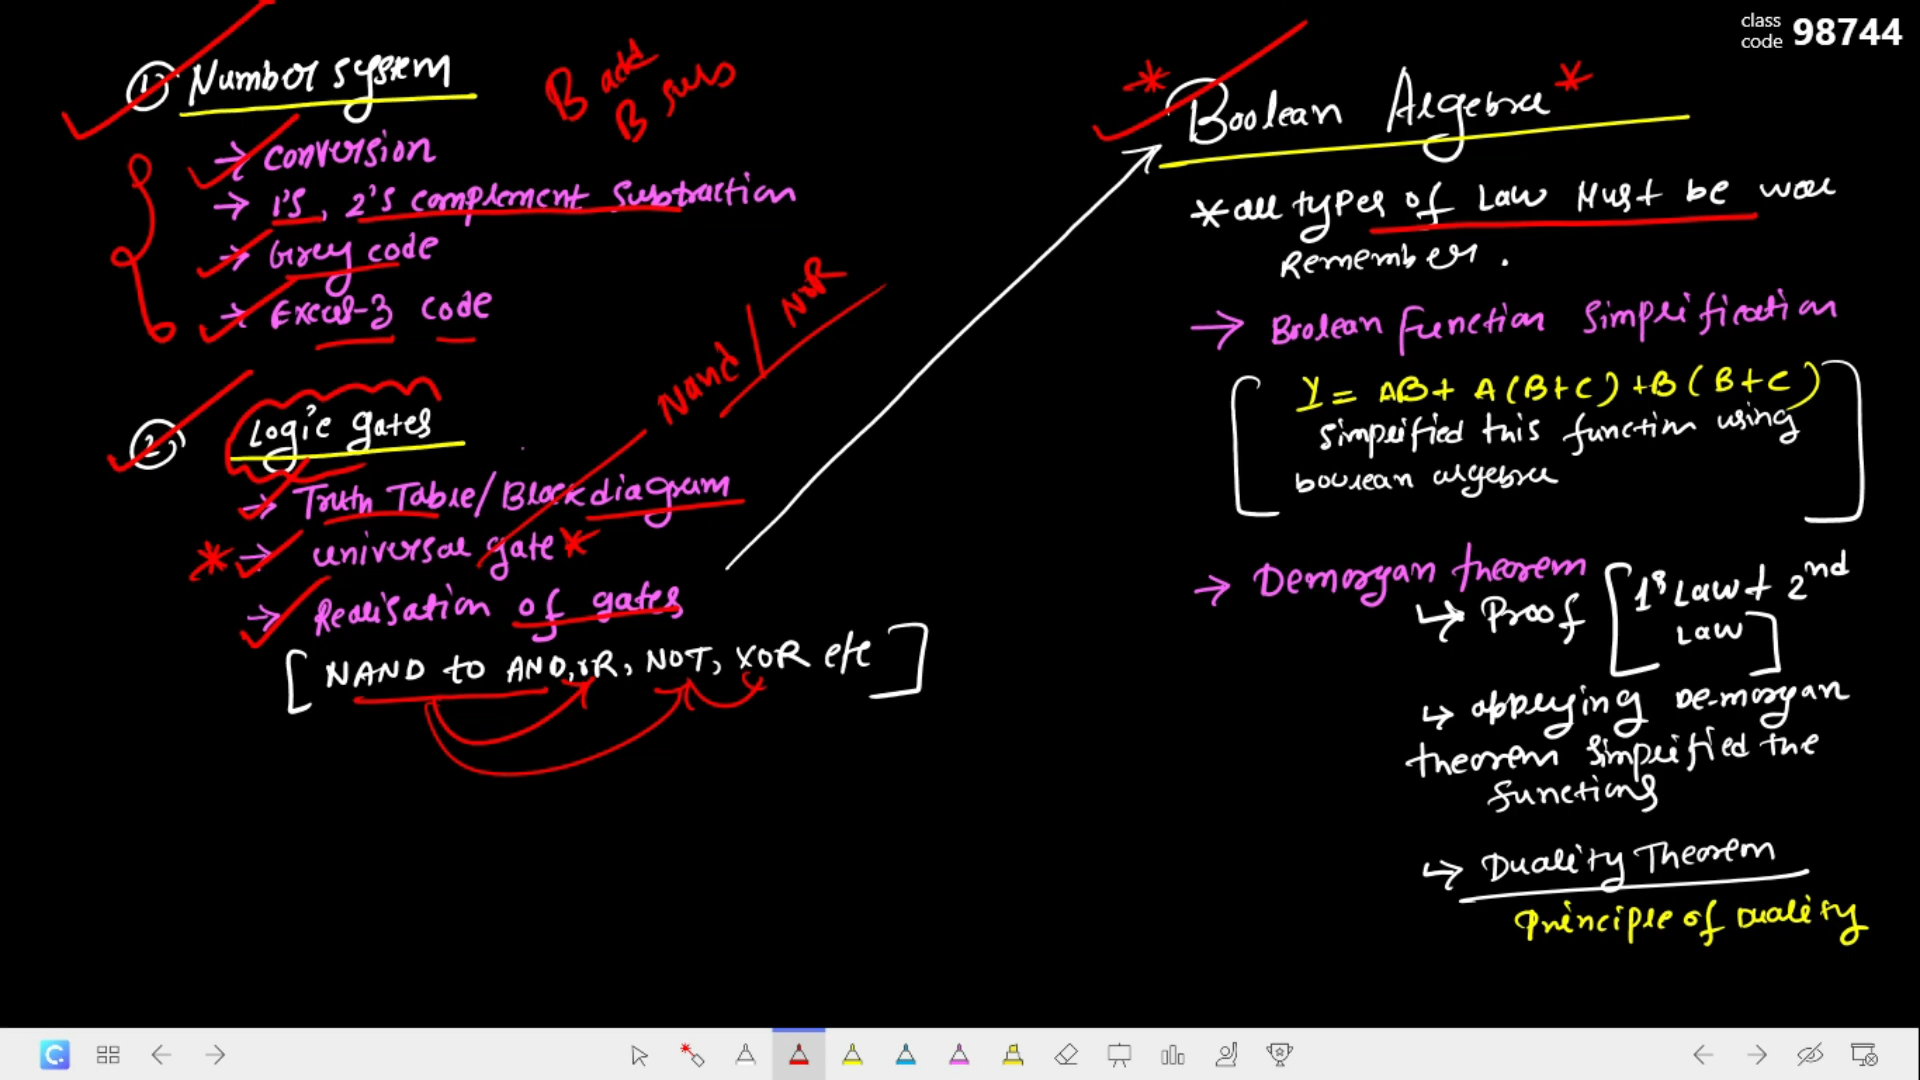 class
code 98744
① Number system
B add
B sub
→ Conversion
→ 1's, 2's complement subtraction
→ Grey code
→ Exces-3 code
② Logic gates
Nand / NOR
→ Truth Table/Block diagram
* → universal gate *
→ Realisation of gates
[ NAND to AND, OR, NOT, XOR etc ]
* Boolean Algebra *
* all types of Law Must be
Remember.
→ Boolean function Simplification
[ Y = AB + A (B+C) + B (B+C)
simplified this function using
boolean algebra ]
→ Demorgan theorem
↳ Proof [ 1st Law + 2nd
Law ]
↳ applying De-morgan
theorem simplified the
functions
↳ Duality Theorem
Principle of Duality